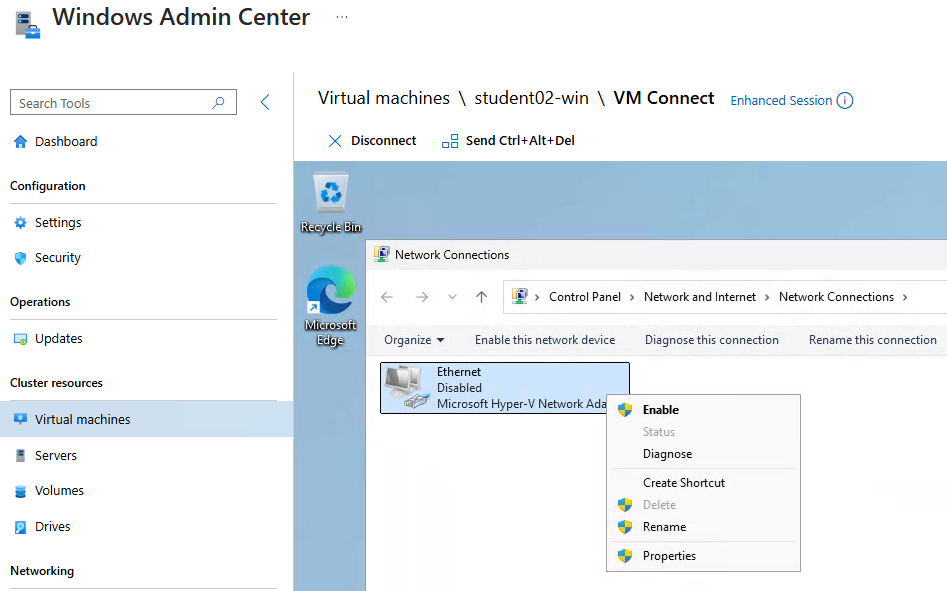 Windows Admin Center ...
Search Tools
Dashboard
Configuration
Settings
Security
Operations
Updates
Cluster resources
Virtual machines
Servers
Volumes
Drives
Networking
Virtual machines \ student02-win \ VM Connect Enhanced Session
Disconnect Send Ctrl+Alt+Del
Recycle Bin
Microsoft
Edge
Network Connections
Control Panel > Network and Internet > Network Connections >
Organize Enable this network device Diagnose this connection Rename this connection
Ethernet
Disabled
Microsoft Hyper-V Network Ada
Enable
Status
Diagnose
Create Shortcut
Delete
Rename
Properties